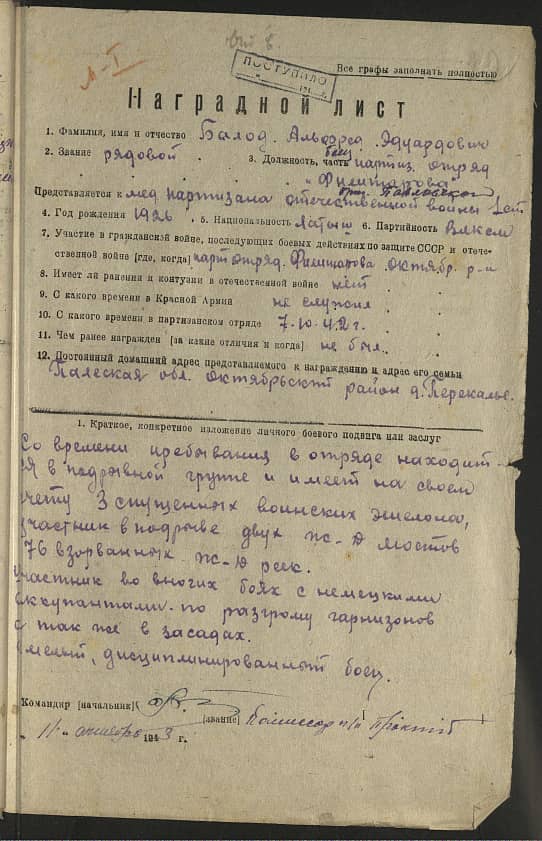 ПОСТУПИЛО
Все графы заполнять полностью
Наградной лист
1. Фамилия, имя и отчество Былод Альфред Эдуардович
2. Звание рядовой 3. Должность, часть боец партиз. отряд
"Филиппова"
Представляется к мед партизана отечественной войны 1 ст
4. Год рождения 1926 5. Национальность Латыш 6. Партийность ВЛКСМ
7. Участие в гражданской войне, последующих боевых действиях по защите СССР и отече-
ственной войне [где, когда] парт отряд. Филиппова октябр. р-н
8. Имеет ли ранения и контузии в отечественной войне нет
9. С какого времени в Красной Армии не служил
10. С какого времени в партизанском отряде 7.10.42 г.
11. Чем ранее награжден [за какие отличия и когда] не был
12. Постоянный домашний адрес представляемого к награждению и адрес его семьи
Палеская обл. октябрьский район д. Перекалье.
1. Краткое, конкретное изложение личного боевого подвига или заслуг
Со времени пребывания в отряде находит-
ся в подрывной группе и имеет на своем
счету 3 спущенных воинских эшелона,
участник в подрыве двух ж-д мостов
76 взорванных ж-д рельс.
участник во многих боях с немецкими
оккупантами по разгрому гарнизонов
а так же в засадах.
Смелый, дисциплинированный боец.
Командир [начальник]
[звание] Комиссар п/о
"11" октября 1943 г.